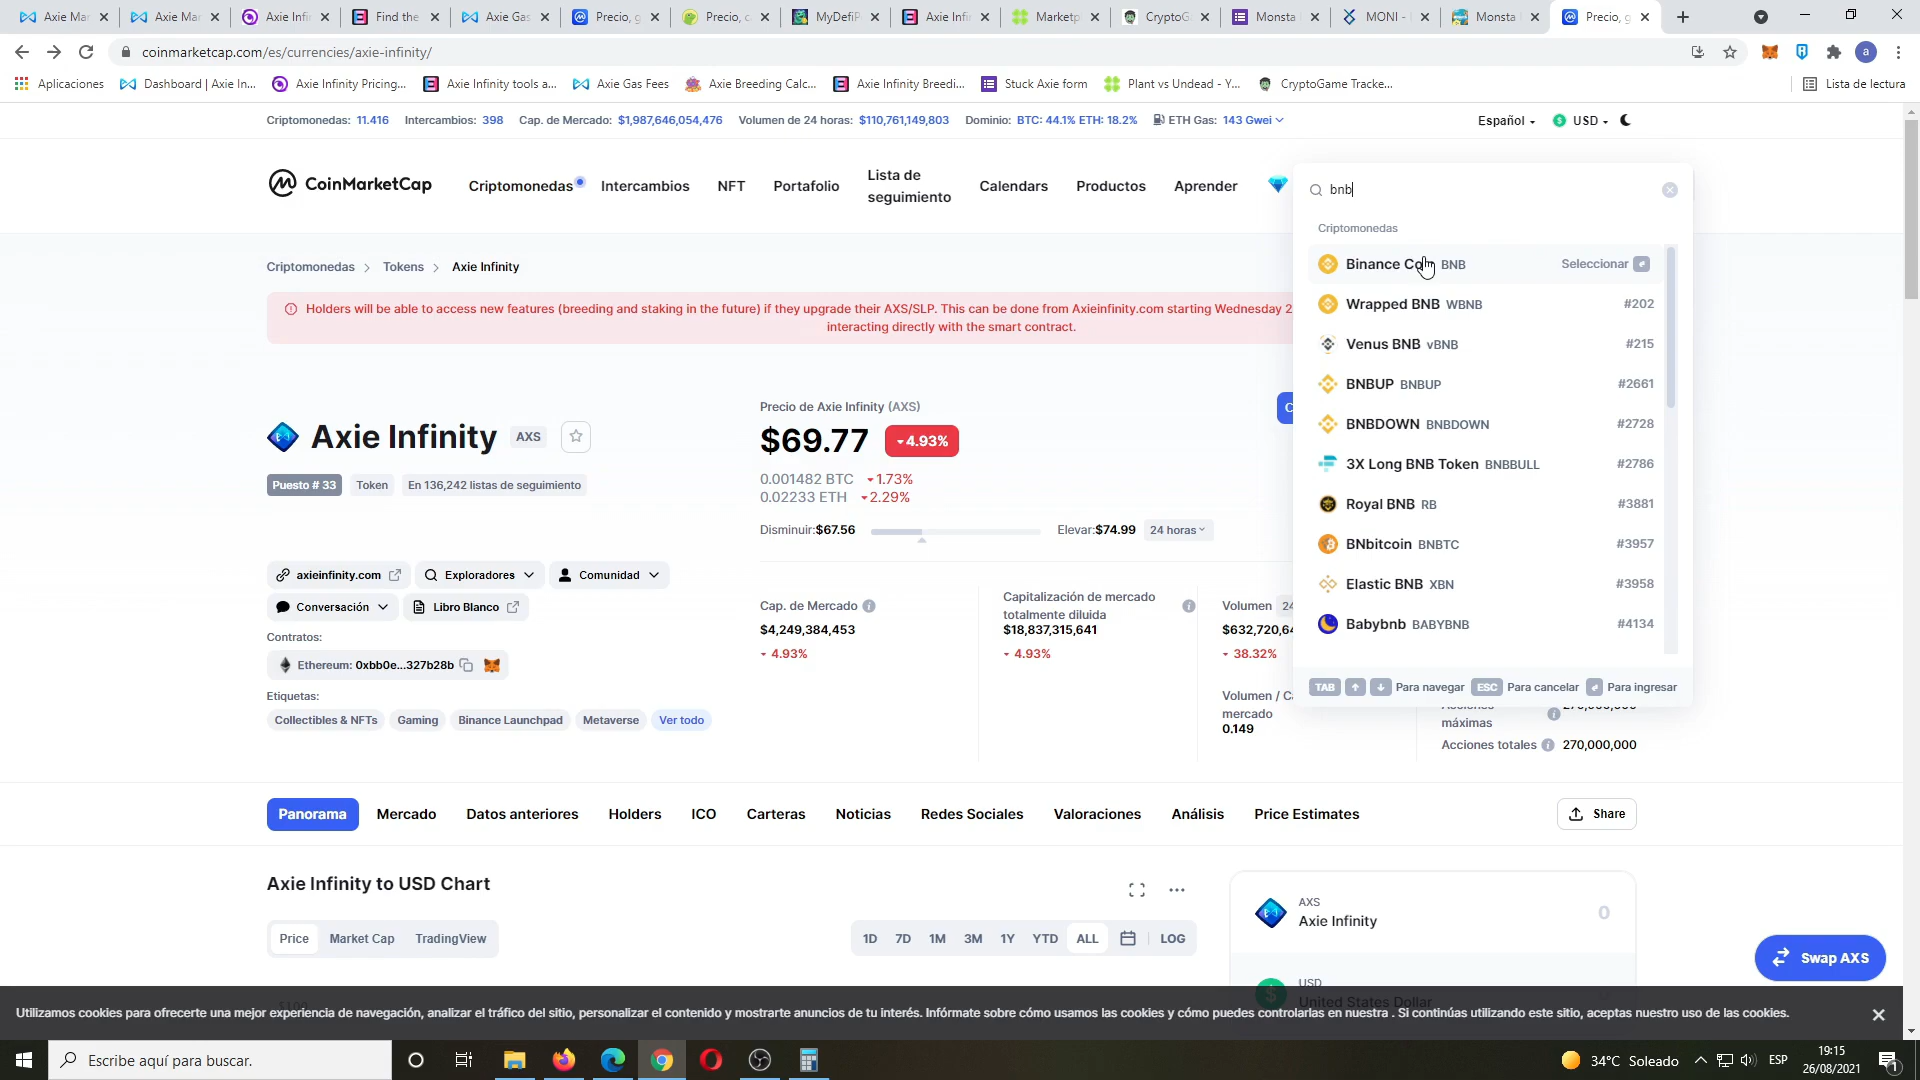 Axie Mar
Axie Mar
Axie Infi
Find the
Axie Gas
Precio, g
Precio, c
MyDefiP
Axie Infi
Marketp
CryptoG
Monsta
MONI -
Monsta
Precio, g
coinmarketcap.com/es/currencies/axie-infinity/
a
Aplicaciones
Dashboard | Axie In...
Axie Infinity Pricing...
Axie Infinity tools a...
Axie Gas Fees
Axie Breeding Calc...
Axie Infinity Breedi...
Stuck Axie form
Plant vs Undead - Y...
CryptoGame Tracke...
Lista de lectura
Criptomonedas: 11.416 Intercambios: 398 Cap. de Mercado: $1,987,646,054,476 Volumen de 24 horas: $110,761,149,803 Dominio: BTC: 44.1% ETH: 18.2% ETH Gas: 143 Gwei
Español
USD
CoinMarketCap
Criptomonedas
Intercambios
NFT
Portafolio
Lista de
seguimiento
Calendars
Productos
Aprender
bnb
Criptomonedas
Binance Co BNB Seleccionar
Wrapped BNB WBNB #202
Venus BNB vBNB #215
BNBUP BNBUP #2661
BNBDOWN BNBDOWN #2728
3X Long BNB Token BNBBULL #2786
Royal BNB RB #3881
BNbitcoin BNBTC #3957
Elastic BNB XBN #3958
Babybnb BABYBNB #4134
TAB Para navegar ESC Para cancelar Para ingresar
Criptomonedas > Tokens > Axie Infinity
Holders will be able to access new features (breeding and staking in the future) if they upgrade their AXS/SLP. This can be done from Axieinfinity.com starting Wednesday 2
interacting directly with the smart contract.
Axie Infinity AXS
Puesto # 33 Token En 136,242 listas de seguimiento
Precio de Axie Infinity (AXS)
$69.77 4.93%
0.001482 BTC 1.73%
0.02233 ETH 2.29%
Disminuir:$67.56
Elevar:$74.99 24 horas
C
axieinfinity.com
Exploradores
Comunidad
Conversación
Libro Blanco
Contratos:
Ethereum: 0xbb0e...327b28b
Etiquetas:
Collectibles & NFTs
Gaming
Binance Launchpad
Metaverse
Ver todo
Cap. de Mercado
$4,249,384,453
4.93%
Capitalización de mercado
totalmente diluida
$18,837,315,641
4.93%
Volumen 24
$632,720,64
38.32%
Volumen / C
mercado
0.149
máximas
Acciones totales 270,000,000
Panorama
Mercado
Datos anteriores
Holders
ICO
Carteras
Noticias
Redes Sociales
Valoraciones
Análisis
Price Estimates
Share
Axie Infinity to USD Chart
Price
Market Cap
TradingView
1D 7D 1M 3M 1Y YTD ALL LOG
AXS
Axie Infinity
0
USD
United States Dollar
Swap AXS
Utilizamos cookies para ofrecerte una mejor experiencia de navegación, analizar el tráfico del sitio, personalizar el contenido y mostrarte anuncios de tu interés. Infórmate sobre cómo usamos las cookies y cómo puedes controlarlas en nuestra . Si continúas utilizando este sitio, aceptas nuestro uso de las cookies.
Escribe aquí para buscar.
34°C Soleado
ESP
19:15
26/08/2021
1